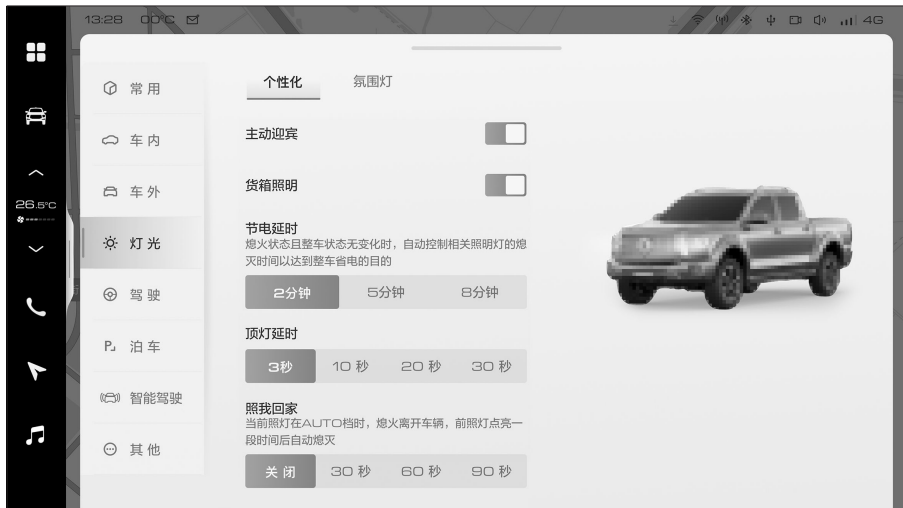 13:28 00°C 4G
26.5°C
常用
车内
车外
灯光
驾驶
泊车
智能驾驶
其他
个性化 氛围灯
主动迎宾
货箱照明
节电延时
熄火状态且整车状态无变化时，自动控制相关照明灯的熄
灭时间以达到整车省电的目的
2分钟 5分钟 8分钟
顶灯延时
3秒 10 秒 20 秒 30 秒
照我回家
当前照灯在AUTO档时，熄火离开车辆，前照灯点亮一
段时间后自动熄灭
关 闭 30 秒 60 秒 90 秒